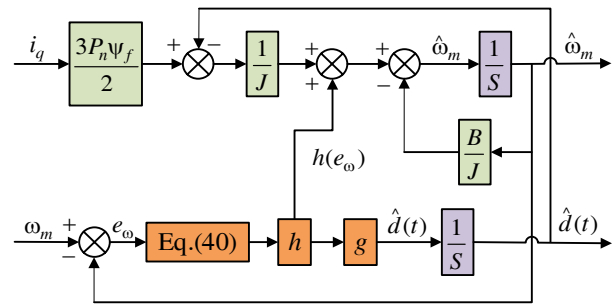 i_q
3P_nψ_f
2
+
−
1
J
+
+
+
−
ω̂_m
1
S
ω̂_m
B
J
h(e_ω)
ω_m
+
−
e_ω
Eq.(40)
h
g
d̂(t)
1
S
d̂(t)